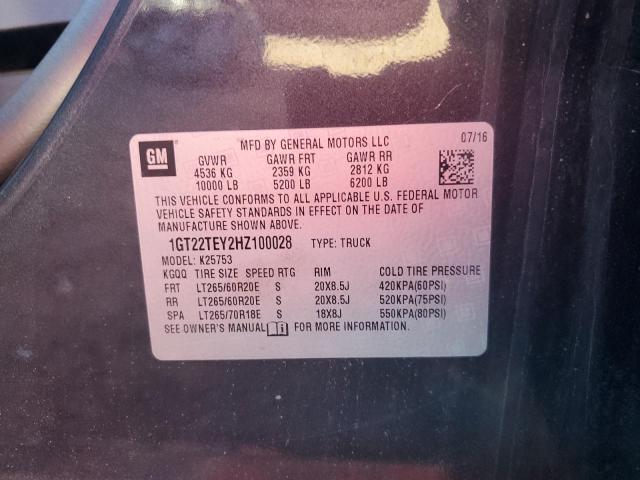 GM
MFD BY GENERAL MOTORS LLC 07/16
GVWR GAWR FRT GAWR RR
4536 KG 2359 KG 2812 KG
10000 LB 5200 LB 6200 LB
THIS VEHICLE CONFORMS TO ALL APPLICABLE U.S. FEDERAL MOTOR
VEHICLE SAFETY STANDARDS IN EFFECT ON THE DATE OF
MANUFACTURE SHOWN ABOVE.
1GT22TEY2HZ100028 TYPE: TRUCK
MODEL: K25753
KGQQ TIRE SIZE SPEED RTG RIM COLD TIRE PRESSURE
FRT LT265/60R20E S 20X8.5J 420KPA(60PSI)
RR LT265/60R20E S 20X8.5J 520KPA(75PSI)
SPA LT265/70R18E S 18X8J 550KPA(80PSI)
SEE OWNER'S MANUAL FOR MORE INFORMATION.